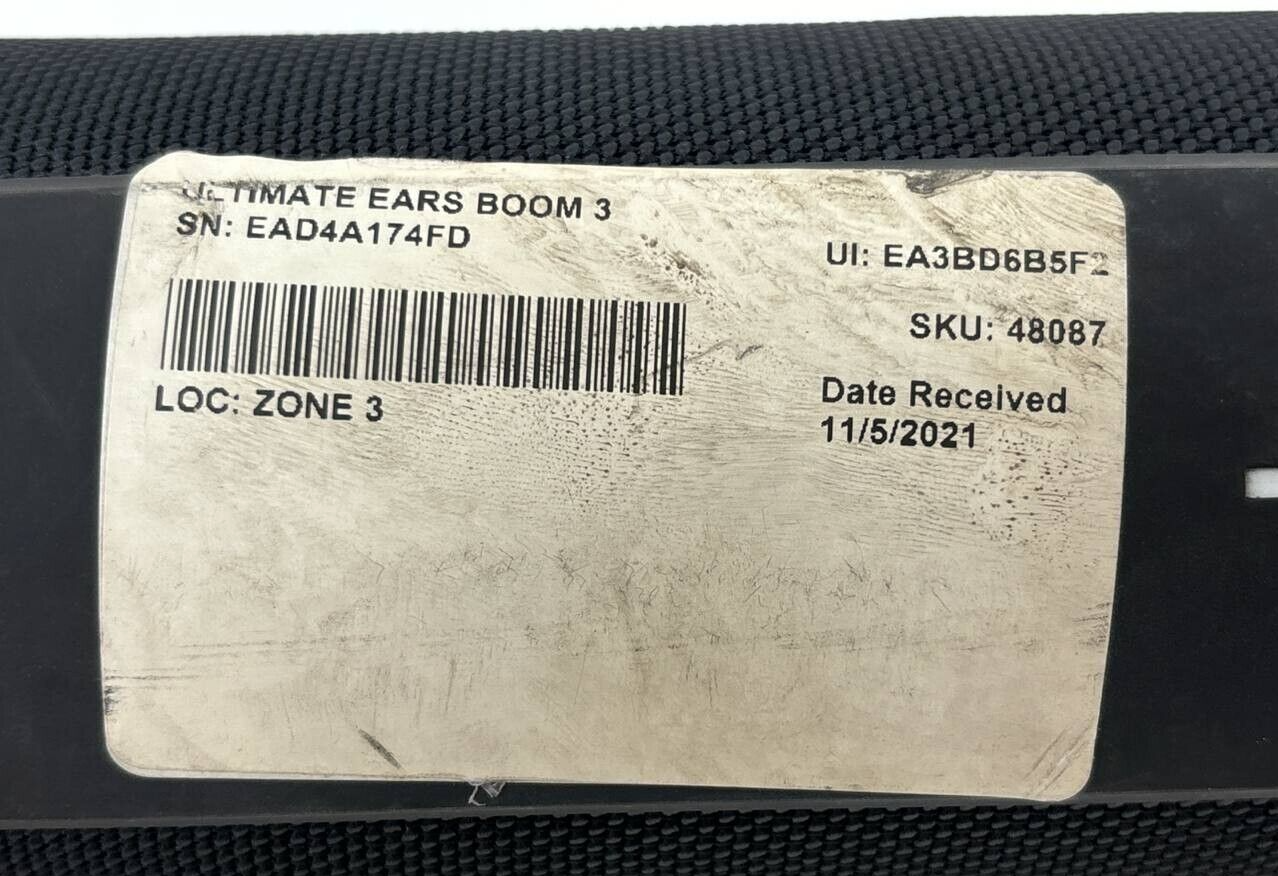 ULTIMATE EARS BOOM 3
SN: EAD4A174FD
UI: EA3BD6B5F2
SKU: 48087
LOC: ZONE 3
Date Received
11/5/2021